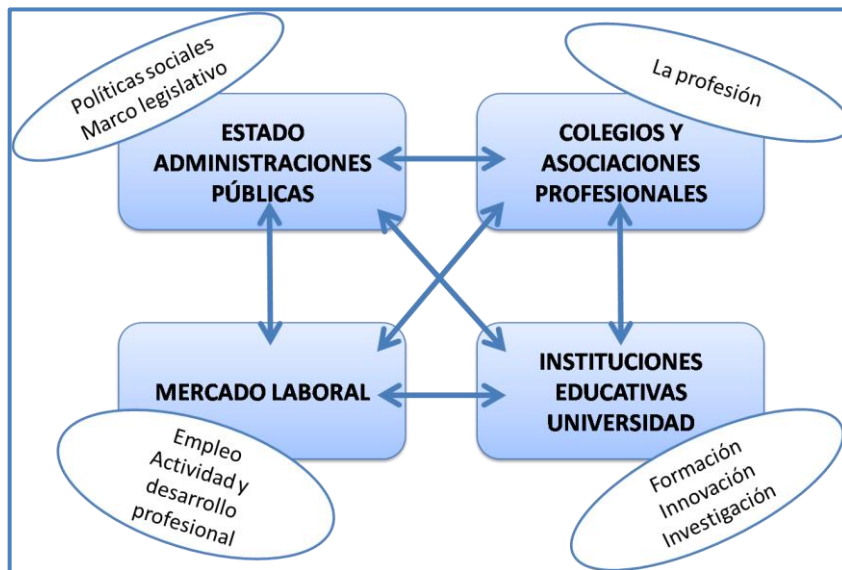 Políticas sociales
Marco legislativo
ESTADO
ADMINISTRACIONES
PÚBLICAS
La profesión
COLEGIOS Y
ASOCIACIONES
PROFESIONALES
MERCADO LABORAL
Empleo
Actividad y
desarrollo
profesional
INSTITUCIONES
EDUCATIVAS
UNIVERSIDAD
Formación
Innovación
Investigación